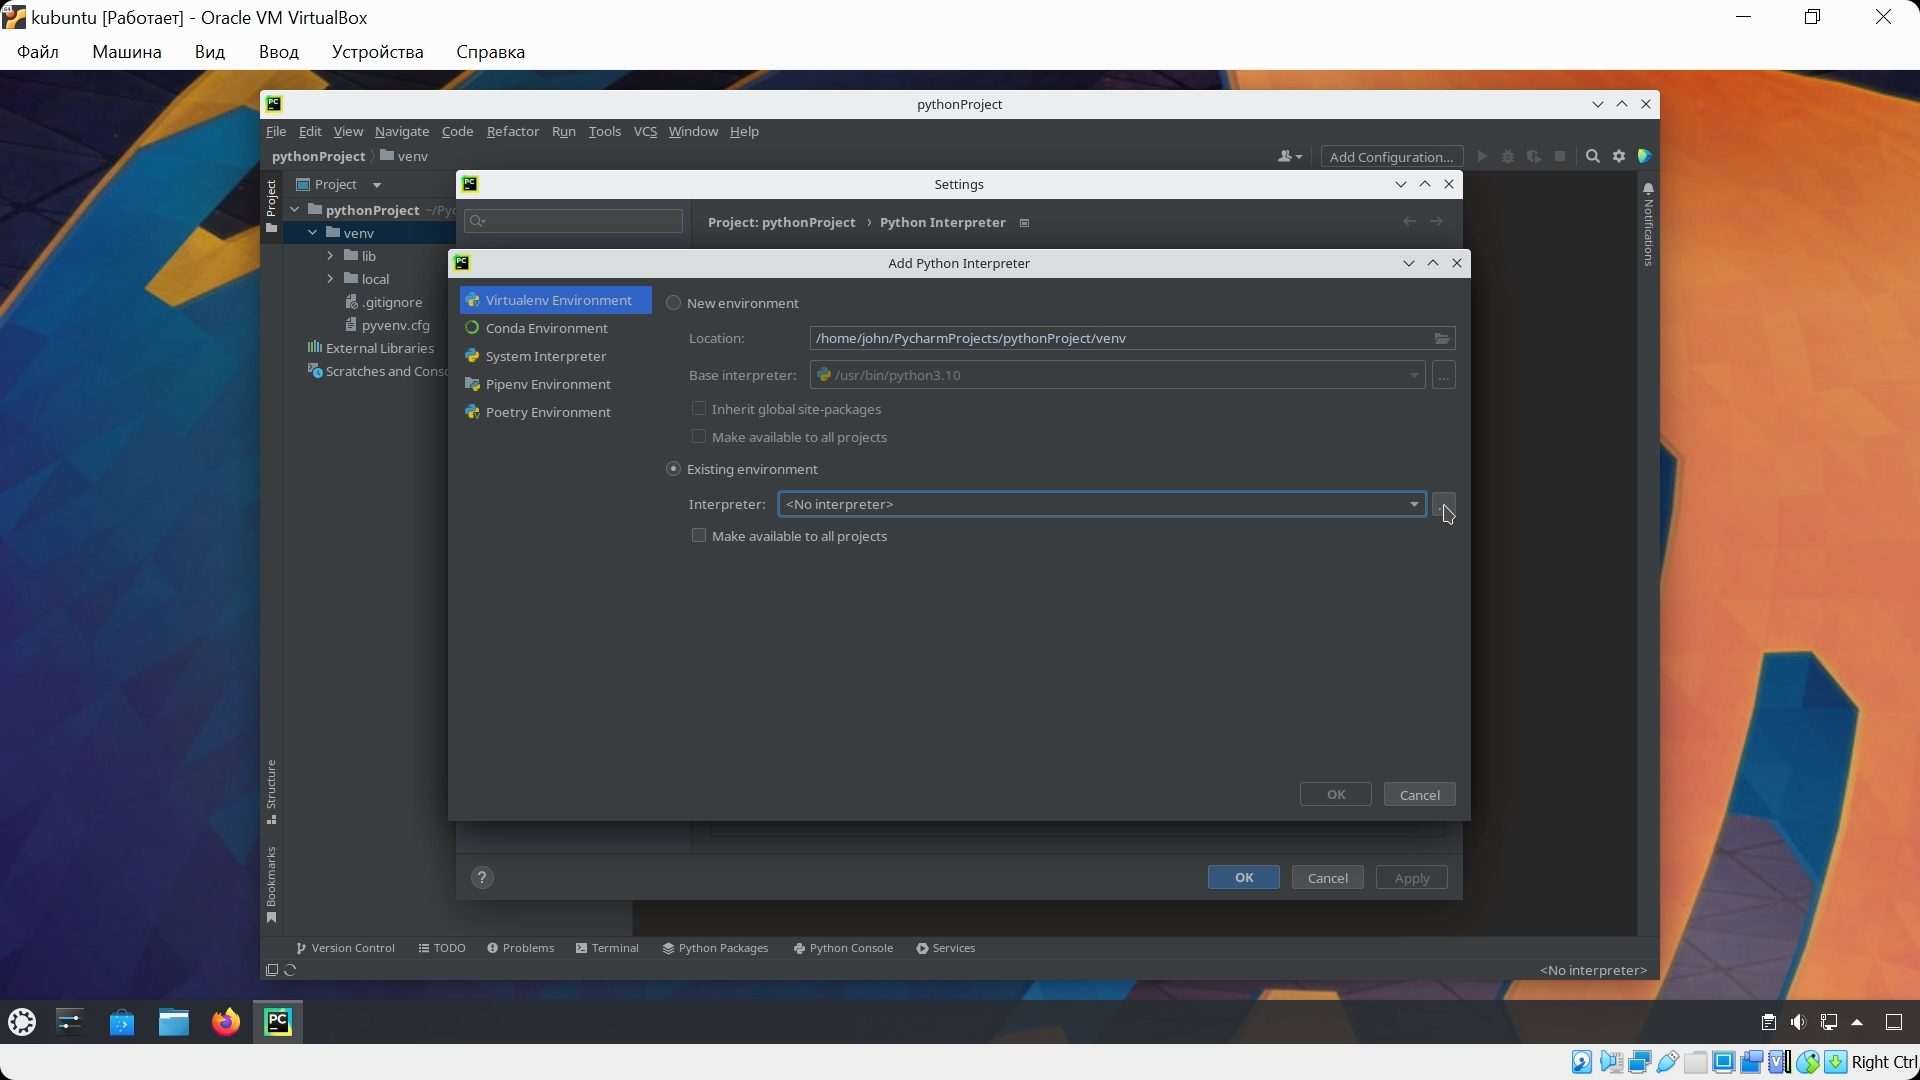 kubuntu [Работает] - Oracle VM VirtualBox
Файл Машина Вид Ввод Устройства Справка
pythonProject
File Edit View Navigate Code Refactor Run Tools VCS Window Help
pythonProject venv
Add Configuration...
Project
Project
pythonProject ~/Pyc
venv
lib
local
.gitignore
pyvenv.cfg
External Libraries
Scratches and Conso
Structure
Bookmarks
Notifications
Settings
Project: pythonProject › Python Interpreter
Add Python Interpreter
Virtualenv Environment
Conda Environment
System Interpreter
Pipenv Environment
Poetry Environment
New environment
Location: /home/john/PycharmProjects/pythonProject/venv
Base interpreter: /usr/bin/python3.10 ...
Inherit global site-packages
Make available to all projects
Existing environment
Interpreter: <No interpreter>
Make available to all projects
OK Cancel
? OK Cancel Apply
Version Control TODO Problems Terminal Python Packages Python Console Services
<No interpreter>
Right Ctrl